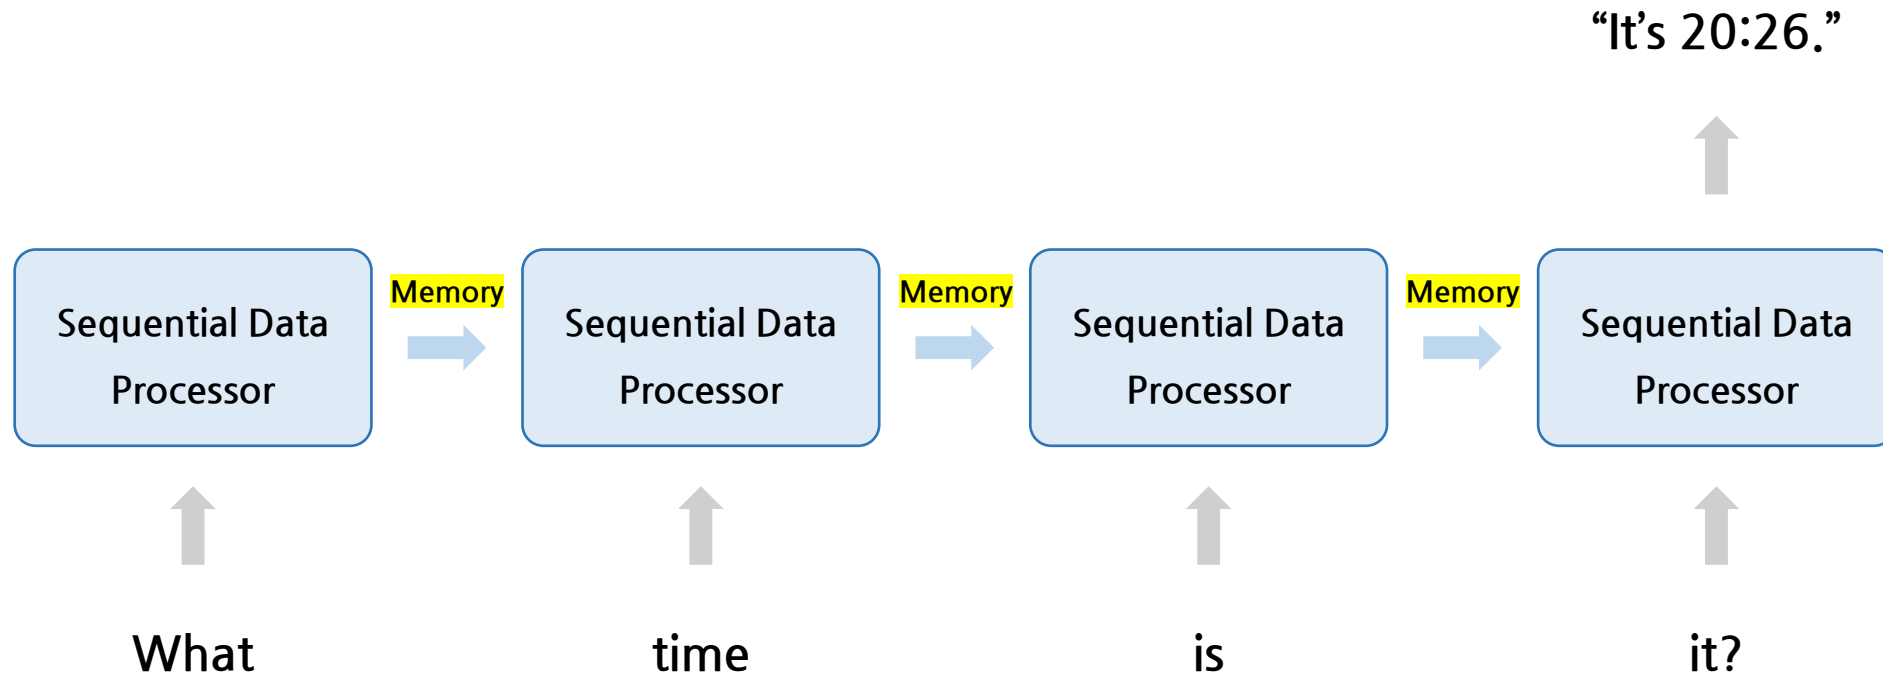 “It’s 20:26.”
Memory
Memory
Memory
Sequential Data
Processor
Sequential Data
Processor
Sequential Data
Processor
Sequential Data
Processor
What
time
is
it?